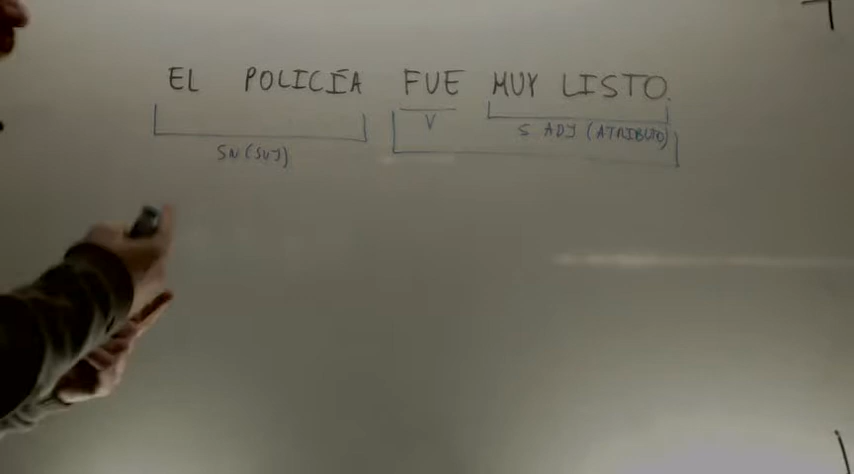 EL POLICÍA FUE MUY LISTO.
V S ADJ (ATRIBUTO)
SN (SUJ)